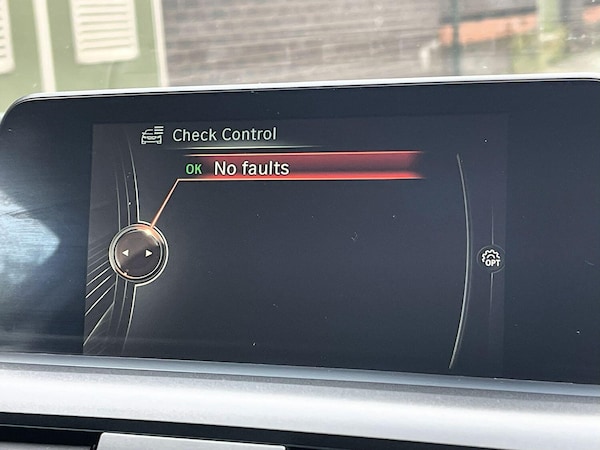 Check Control
OK No faults
OPT